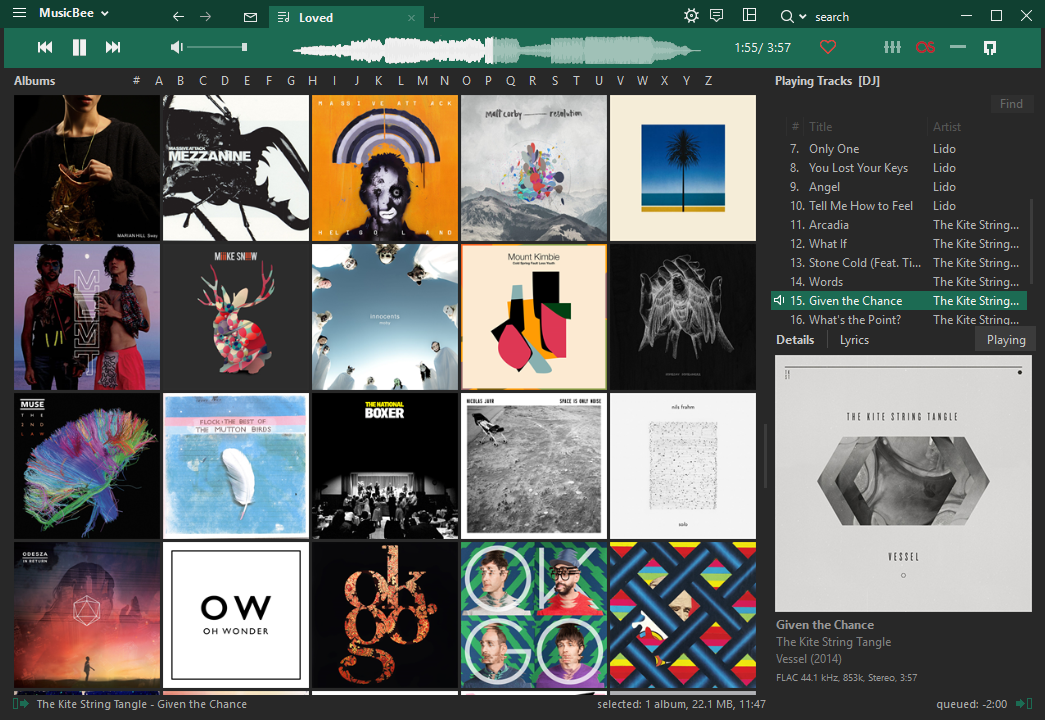 MusicBee
Loved
search
1:55/ 3:57
Albums
# A B C D E F G H I J K L M N O P Q R S T U V W X Y Z
Playing Tracks [DJ]
Find
# Title Artist
7. Only One Lido
8. You Lost Your Keys Lido
9. Angel Lido
10. Tell Me How to Feel Lido
11. Arcadia The Kite String...
12. What If The Kite String...
13. Stone Cold (Feat. Ti... The Kite String...
14. Words The Kite String...
15. Given the Chance The Kite String...
16. What's the Point? The Kite String...
Details Lyrics Playing
MARIAN HILL Sway
MASSIVE ATTACK
MEZZANINE
MASSIVE ATTACK
HELIGOLAND
matt corby resolution
MGMT
MIIKE SNOW
innocents
moby
Mount Kimbie
Cold Spring Fault Less Youth
MUSE
THE
2ND
LAW
FLOCK: THE BEST OF
THE MUTTON BIRDS
THE NATIONAL
BOXER
NICOLAS JAAR SPACE IS ONLY NOISE
nils frahm
solo
ODESZA
IN RETURN
OW
OH WONDER
ok
go
OK
GO
THE KITE STRING TANGLE
VESSEL
Given the Chance
The Kite String Tangle
Vessel (2014)
FLAC 44.1 kHz, 853k, Stereo, 3:57
The Kite String Tangle - Given the Chance
selected: 1 album, 22.1 MB, 11:47
queued: -2:00